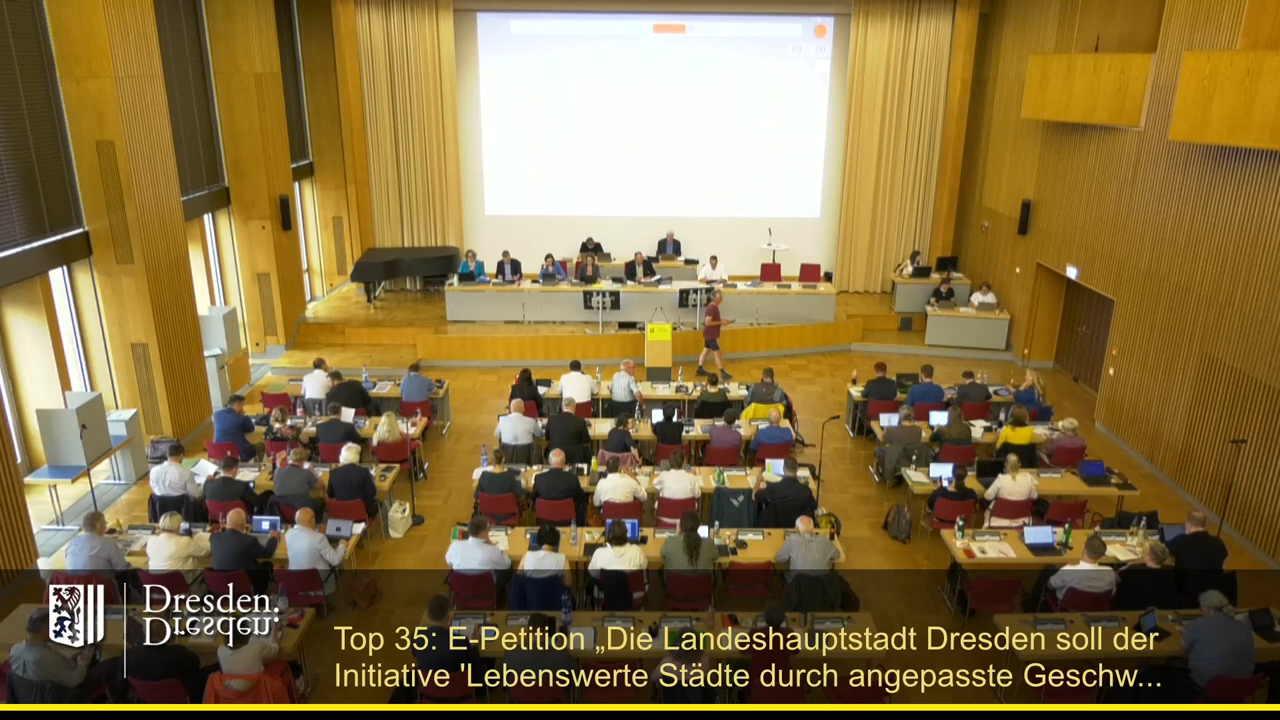 Dresden.
Dresden.
Top 35: E-Petition „Die Landeshauptstadt Dresden soll der
Initiative 'Lebenswerte Städte durch angepasste Geschw...